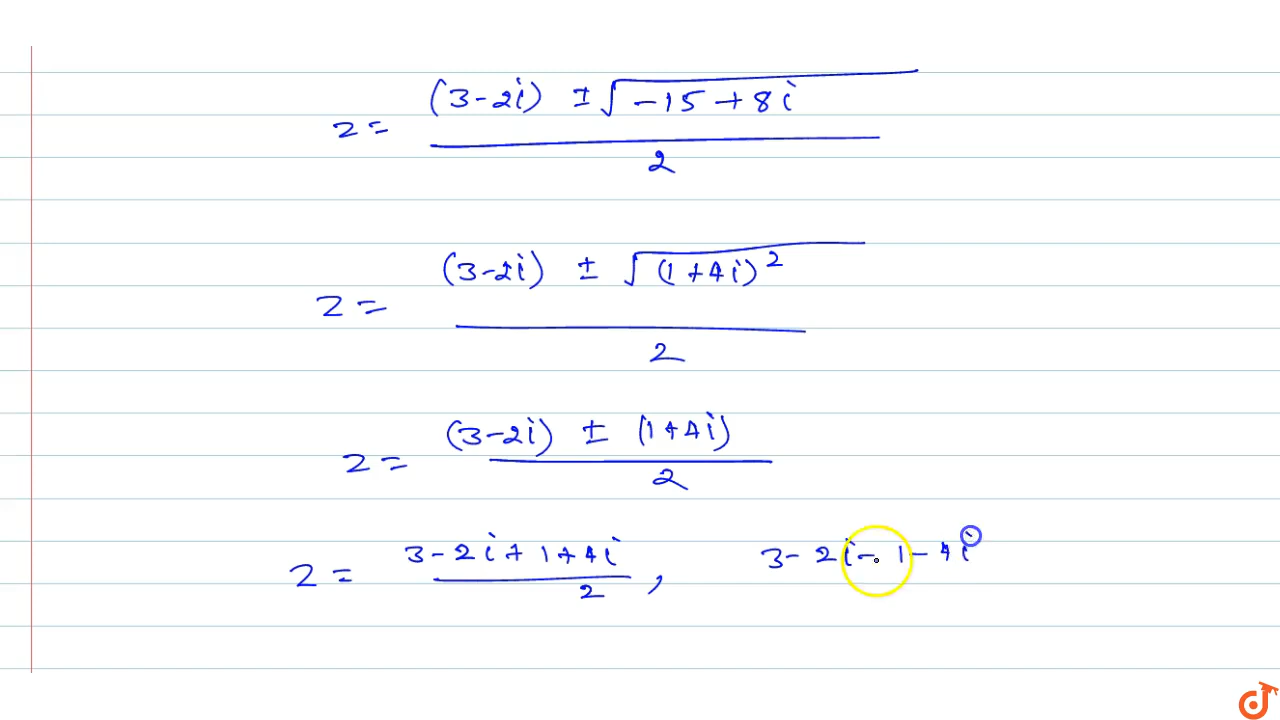 z = (3-2i) ± √-15+8i / 2
z = (3-2i) ± √(1+4i)² / 2
z = (3-2i) ± (1+4i) / 2
z = 3-2i+1+4i / 2 , 3-2i-1-4i